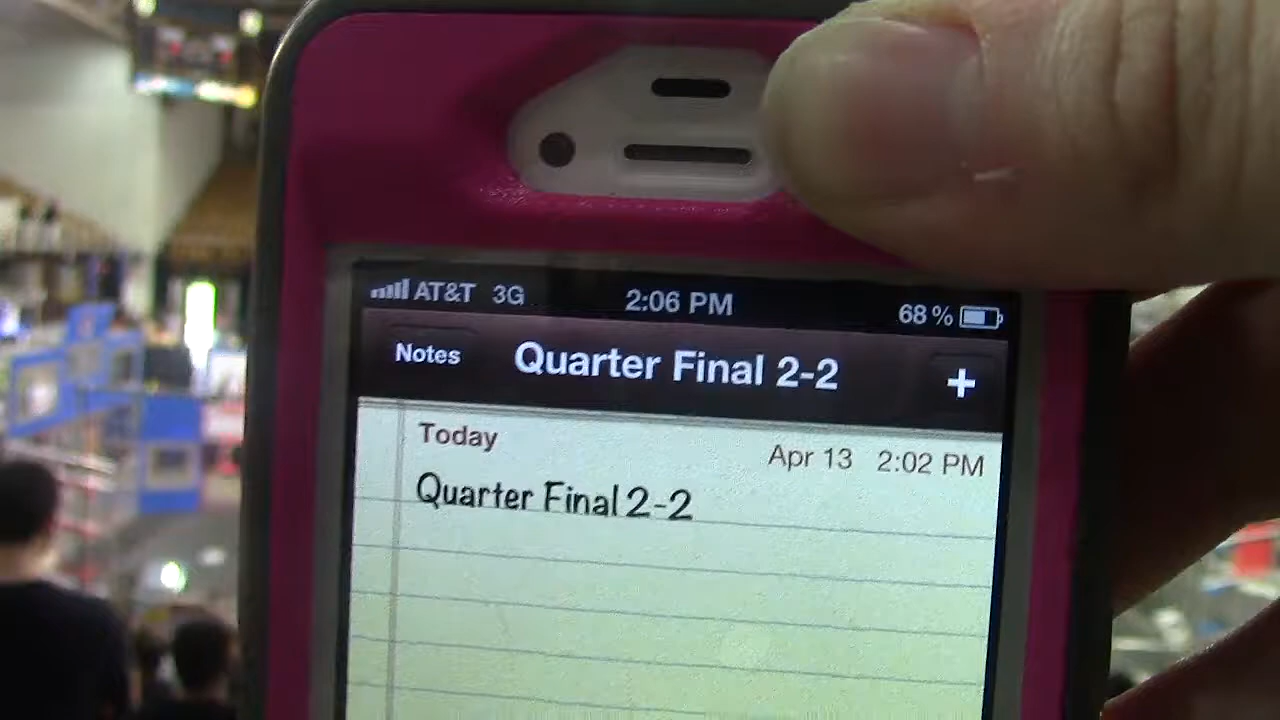 AT&T 3G 2:06 PM 68%
Notes Quarter Final 2-2 +
Today Apr 13 2:02 PM
Quarter Final 2-2